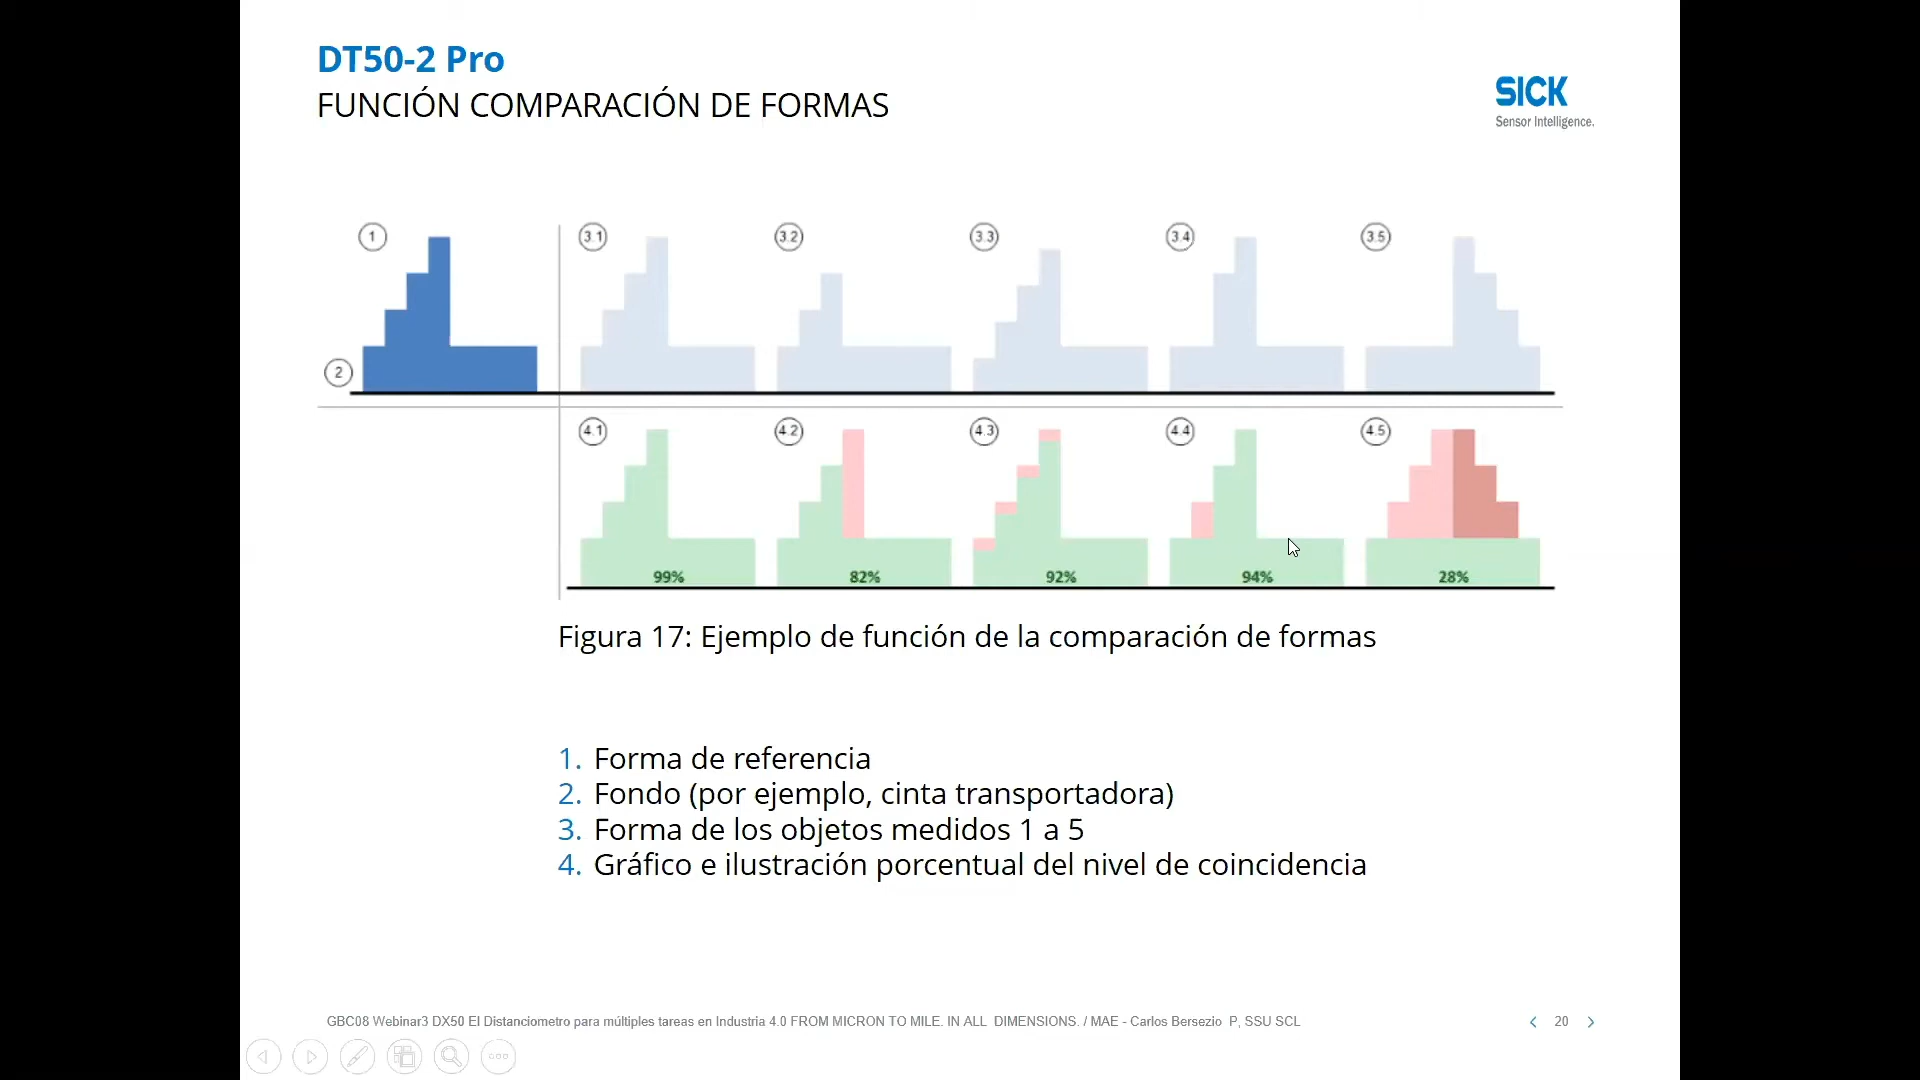 DT50-2 Pro
FUNCIÓN COMPARACIÓN DE FORMAS
SICK
Sensor Intelligence.
1
3.1
3.2
3.3
3.4
3.5
2
4.1
4.2
4.3
4.4
4.5
99%
82%
92%
94%
28%
Figura 17: Ejemplo de función de la comparación de formas
1. Forma de referencia
2. Fondo (por ejemplo, cinta transportadora)
3. Forma de los objetos medidos 1 a 5
4. Gráfico e ilustración porcentual del nivel de coincidencia
GBC08 Webinar3 DX50 El Distanciometro para múltiples tareas en Industria 4.0 FROM MICRON TO MILE. IN ALL DIMENSIONS. / MAE - Carlos Bersezio P, SSU SCL
20